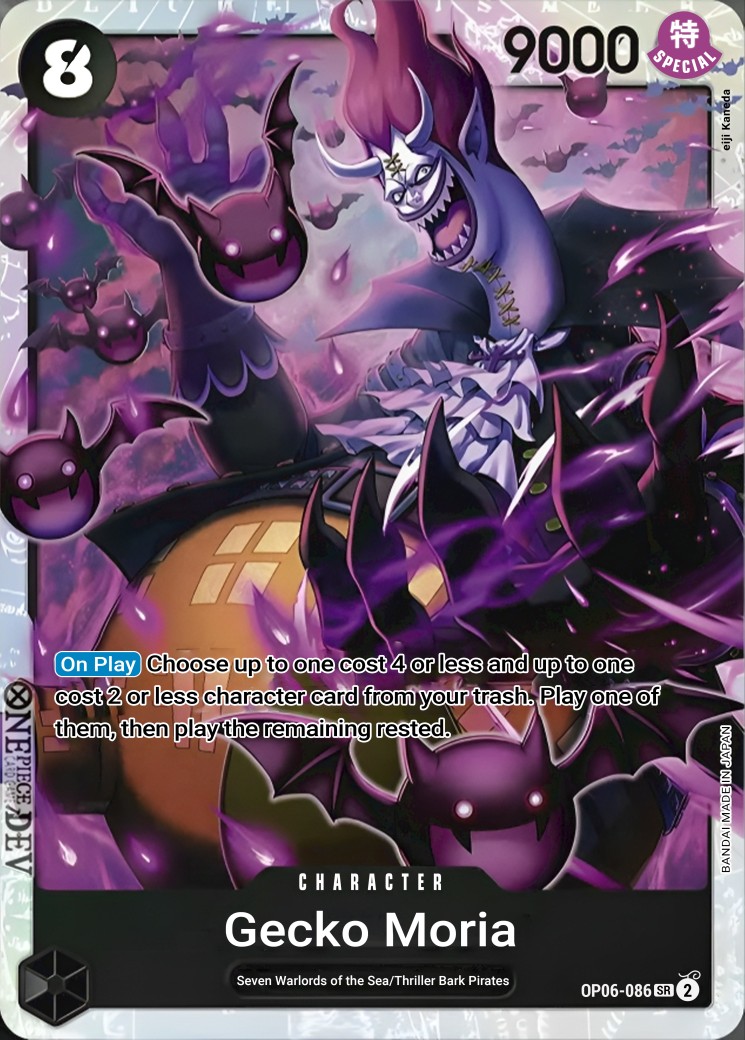 8
9000
特
SPECIAL
eiji Kaneda
On Play Choose up to one cost 4 or less and up to one
cost 2 or less character card from your trash. Play one of
them, then play the remaining rested.
ONE PIECE
DEV
BANDAI MADE IN JAPAN
CHARACTER
Gecko Moria
Seven Warlords of the Sea/Thriller Bark Pirates
OP06-086 SR 2